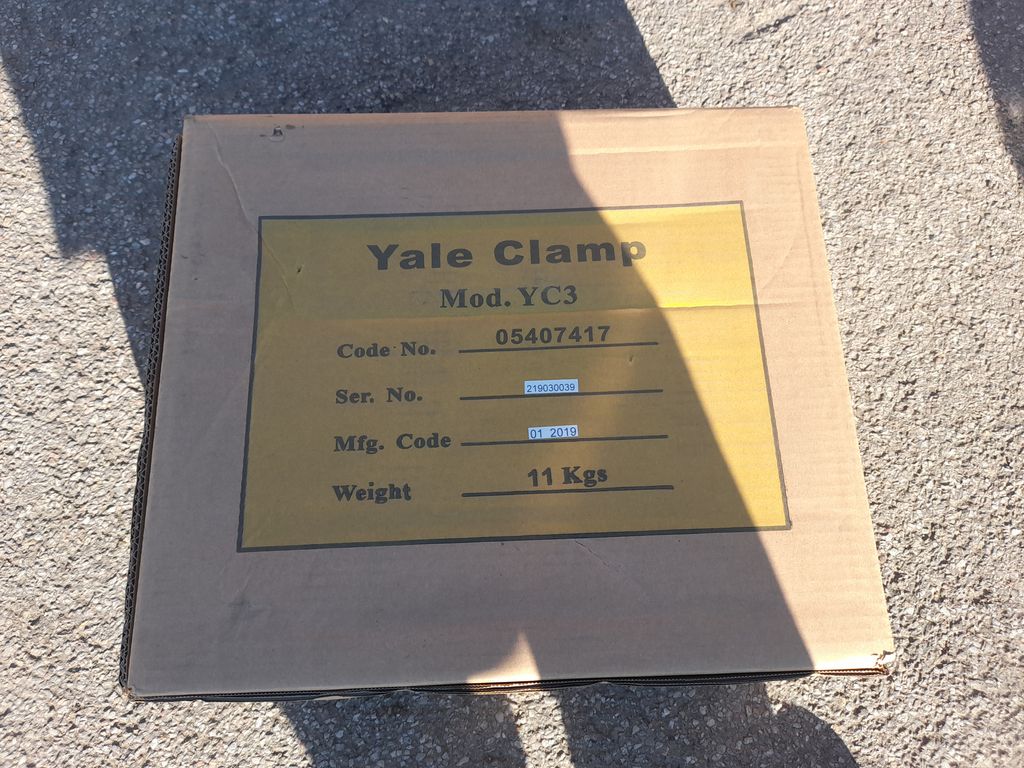 Yale Clamp
Mod. YC3
Code No. 05407417
Ser. No. 219030039
Mfg. Code 01 2019
Weight 11 Kgs